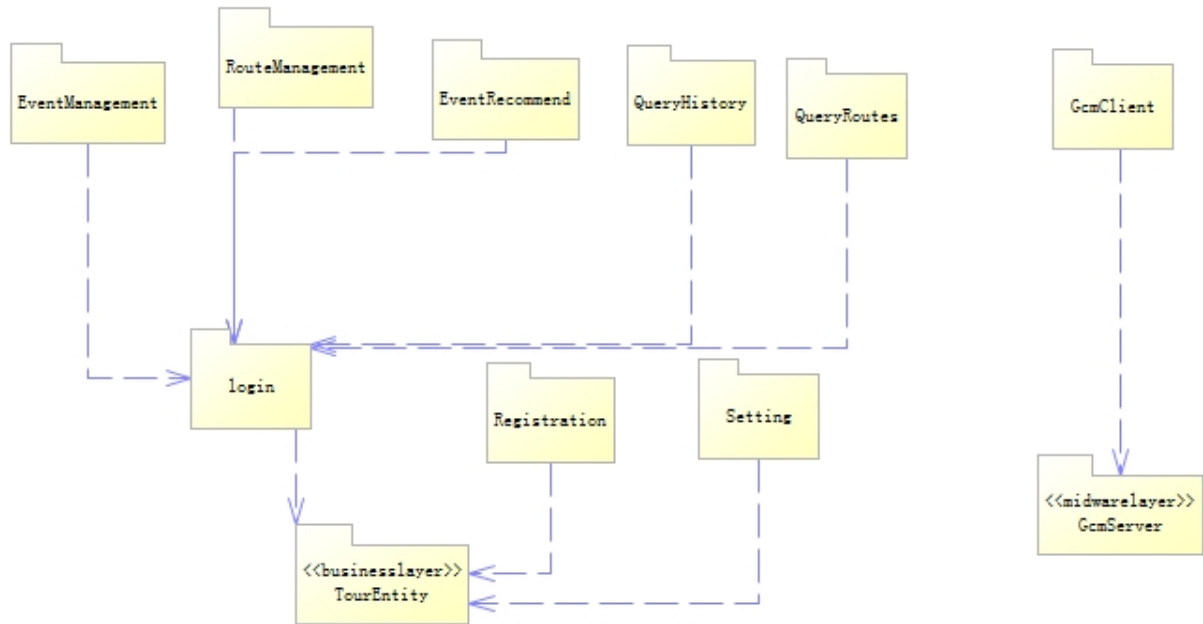 EventManagement
RouteManagement
EventRecommend
QueryHistory
QueryRoutes
GcmClient
login
Registration
Setting
<<businesslayer>>
TourEntity
<<midwarelayer>>
GcmServer